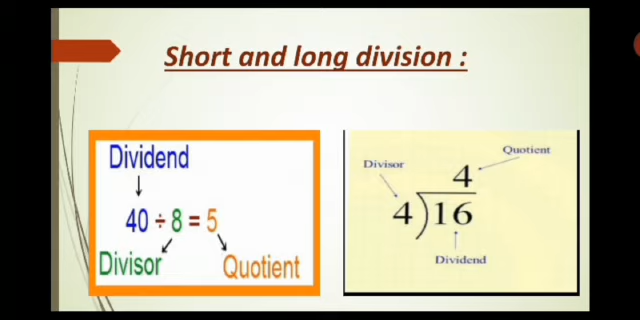 Short and long division :
Dividend
40 ÷ 8 = 5
Divisor
Quotient
Quotient
Divisor
4
4)16
Dividend